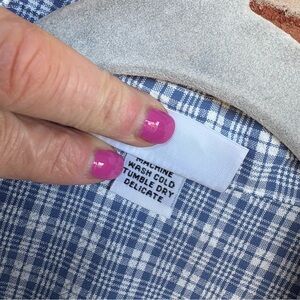 MACHINE
WASH COLD
TUMBLE DRY
DELICATE